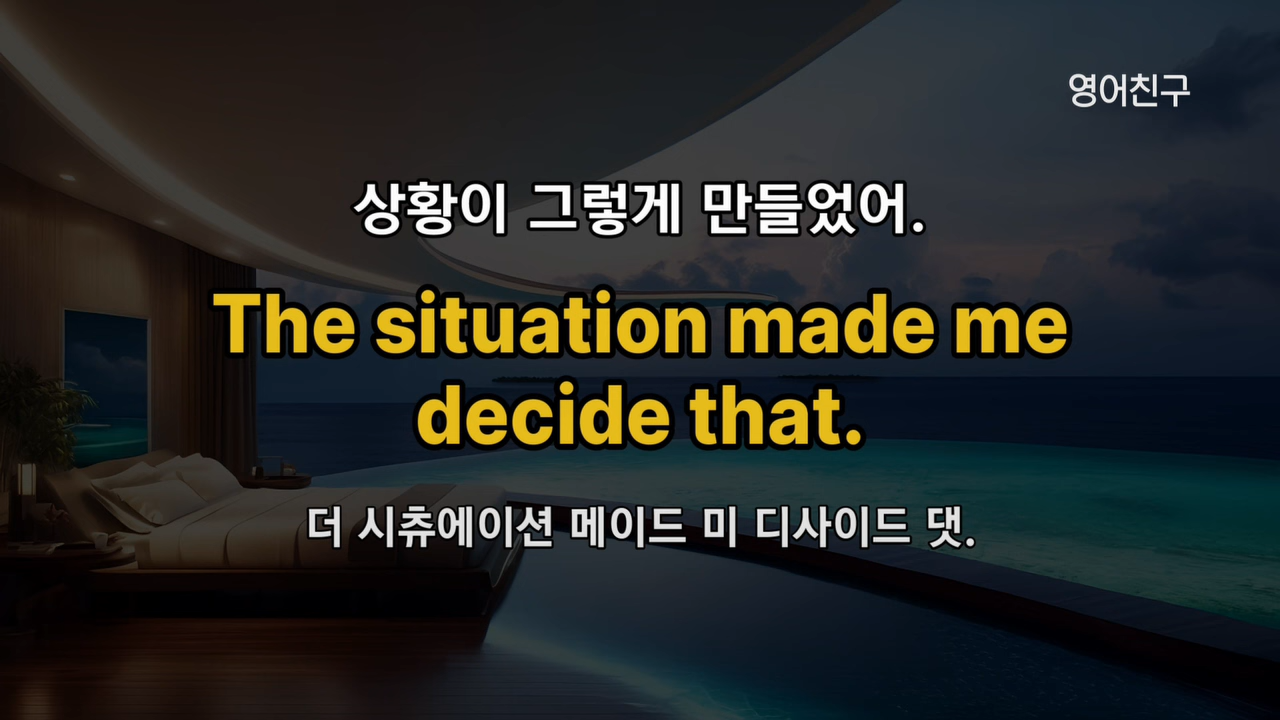 영어친구
상황이 그렇게 만들었어.
The situation made me
decide that.
더 시츄에이션 메이드 미 디사이드 댓.